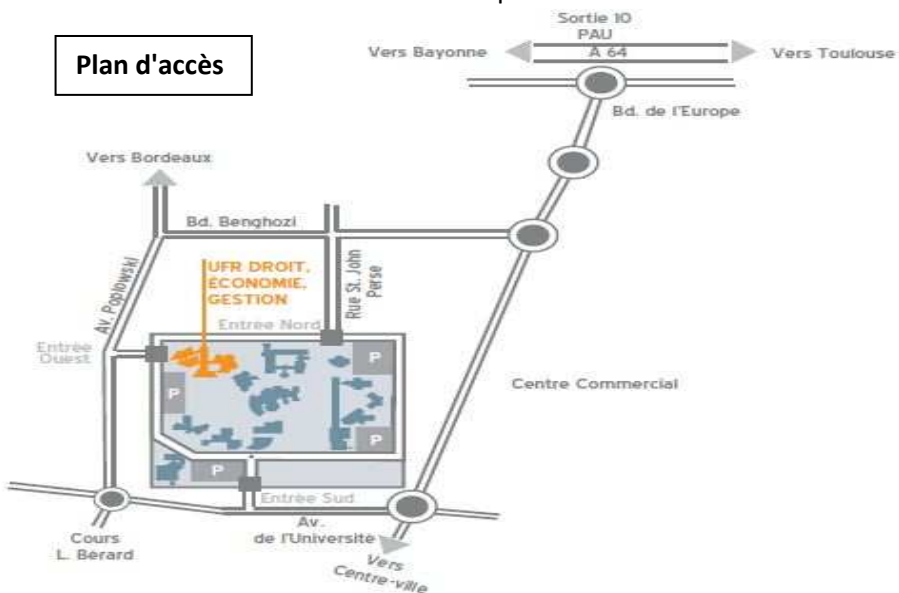 Sortie 10
PAU
Vers Bayonne
A 64
Vers Toulouse
Plan d'accès
Bd. de l'Europe
Vers Bordeaux
Bd. Benghozi
Av. Poplowski
UFR DROIT,
ÉCONOMIE,
GESTION
Rue St. John
Perse
Entrée Nord
Entrée
Ouest
P
P
Centre Commercial
P
P
Entrée Sud
Av.
de l'Université
Cours
L. Bérard
Vers
Centre-ville